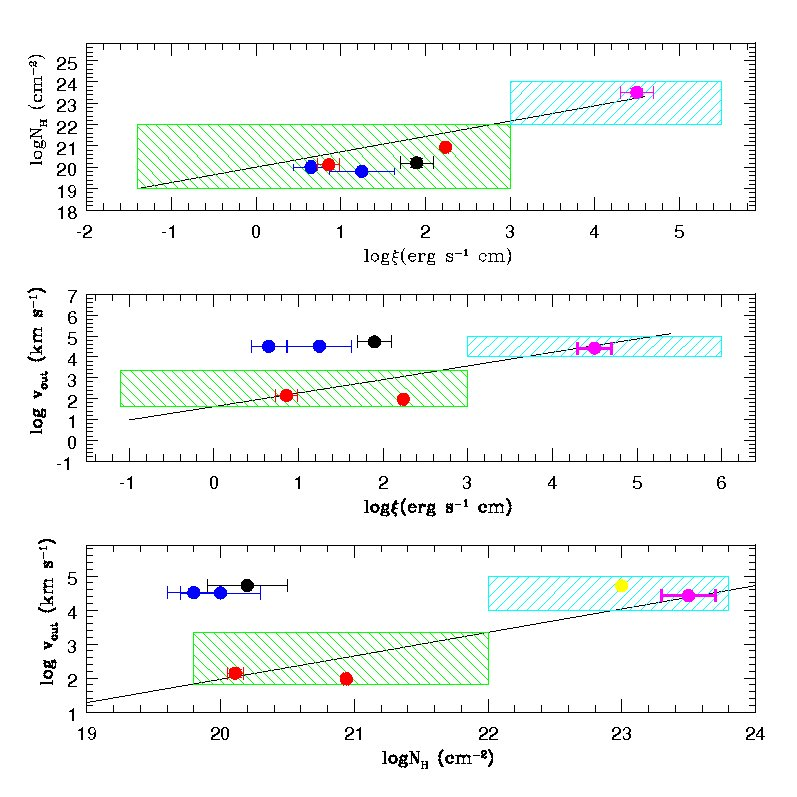 25
24
23
22
21
20
19
18
logN_H (cm⁻²)
-2 -1 0 1 2 3 4 5
logξ(erg s⁻¹ cm)
7
6
5
4
3
2
1
0
-1
log v_out (km s⁻¹)
-1 0 1 2 3 4 5 6
logξ(erg s⁻¹ cm)
5
4
3
2
1
log v_out (km s⁻¹)
19 20 21 22 23 24
logN_H (cm⁻²)